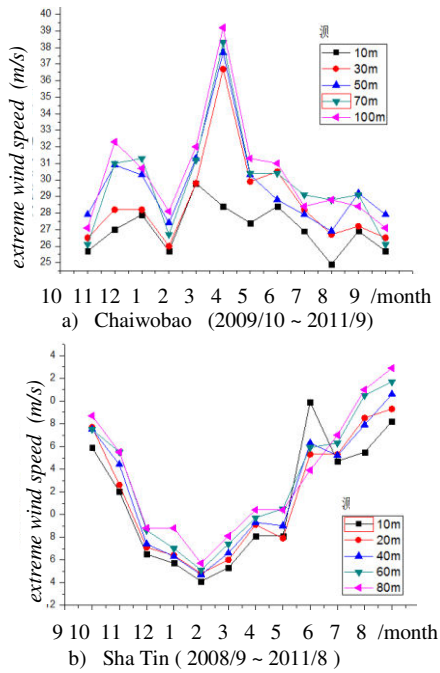 extreme wind speed (m/s)
40
39
38
37
36
35
34
33
32
31
30
29
28
27
26
25
10m
30m
50m
70m
100m
10 11 12 1 2 3 4 5 6 7 8 9 /month
a) Chaiwobao (2009/10 ~ 2011/9)
extreme wind speed (m/s)
4
2
0
8
6
4
2
0
8
6
4
2
测
10m
20m
40m
60m
80m
9 10 11 12 1 2 3 4 5 6 7 8 /month
b) Sha Tin ( 2008/9 ~ 2011/8 )